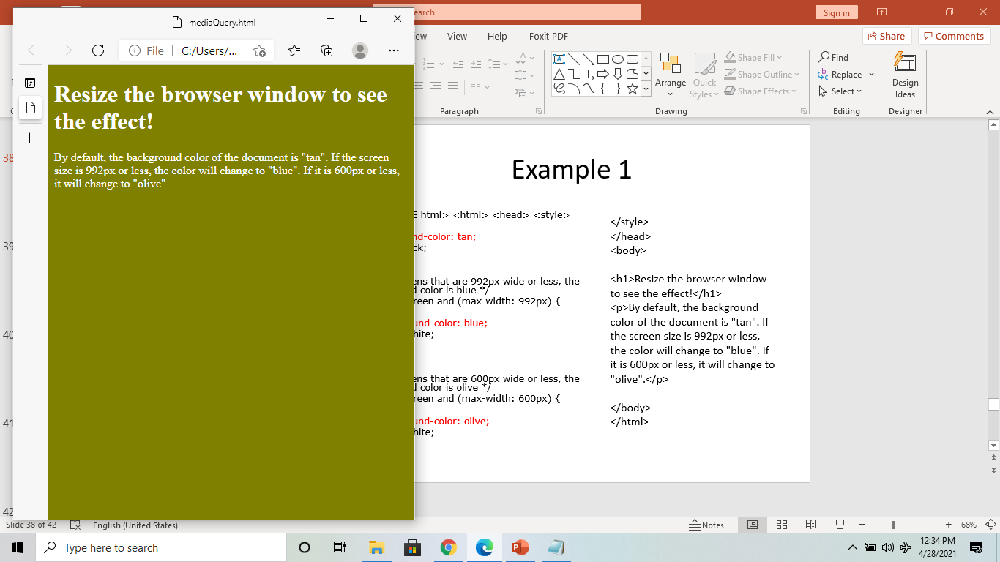 mediaQuery.html
File
C:/Users/...
Resize the browser window to see
the effect!
By default, the background color of the document is "tan". If the screen
size is 992px or less, the color will change to "blue". If it is 600px or less,
it will change to "olive".
earch
Sign in
ew View Help Foxit PDF
Share Comments
Arrange
Quick
Styles
Shape Fill
Shape Outline
Shape Effects
Find
Replace
Select
Design
Ideas
Paragraph
Drawing
Editing
Designer
38
39
40
41
42
Example 1
E html> <html> <head> <style>
nd-color: tan;
ck;
ens that are 992px wide or less, the
d color is blue */
reen and (max-width: 992px) {
und-color: blue;
hite;
ens that are 600px wide or less, the
d color is olive */
reen and (max-width: 600px) {
und-color: olive;
hite;
</style>
</head>
<body>
<h1>Resize the browser window
to see the effect!</h1>
<p>By default, the background
color of the document is "tan". If
the screen size is 992px or less,
the color will change to "blue". If
it is 600px or less, it will change to
"olive".</p>
</body>
</html>
Slide 38 of 42
English (United States)
Notes
68%
Type here to search
12:34 PM
4/28/2021